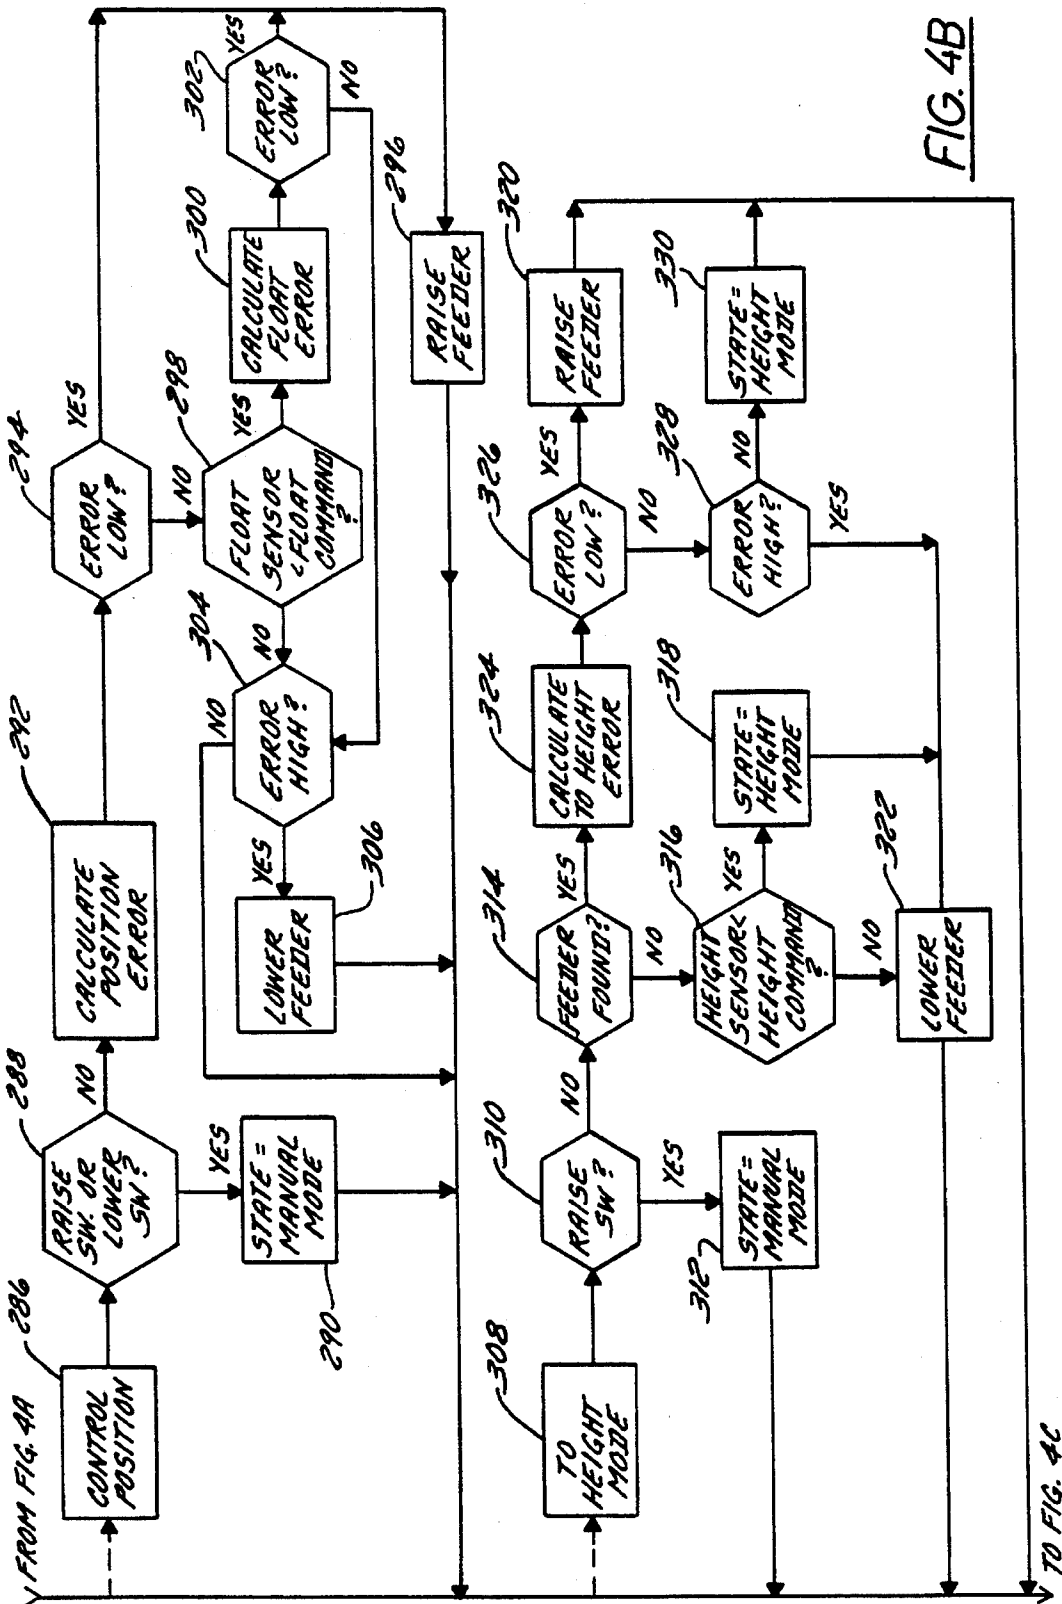 FROM FIG. 4A
CONTROL
POSITION
286
RAISE
SW. OR
LOWER
SW?
288
NO
YES
STATE =
MANUAL
MODE
290
CALCULATE
POSITION
ERROR
292
ERROR
LOW?
294
YES
NO
FLOAT
SENSOR
<FLOAT
COMMAND
?
298
YES
NO
CALCULATE
FLOAT
ERROR
300
ERROR
LOW?
302
YES
NO
ERROR
HIGH?
304
NO
YES
LOWER
FEEDER
306
RAISE
FEEDER
296
TO
HEIGHT
MODE
308
RAISE
SW?
310
NO
YES
STATE =
MANUAL
MODE
312
FEEDER
FOUND?
314
YES
NO
HEIGHT
SENSOR<
HEIGHT
COMMAND
?
316
YES
NO
STATE =
HEIGHT
MODE
318
LOWER
FEEDER
322
CALCULATE
TO HEIGHT
ERROR
324
ERROR
LOW?
326
YES
NO
RAISE
FEEDER
320
ERROR
HIGH?
328
NO
YES
STATE =
HEIGHT
MODE
330
TO FIG. 4C
FIG. 4B